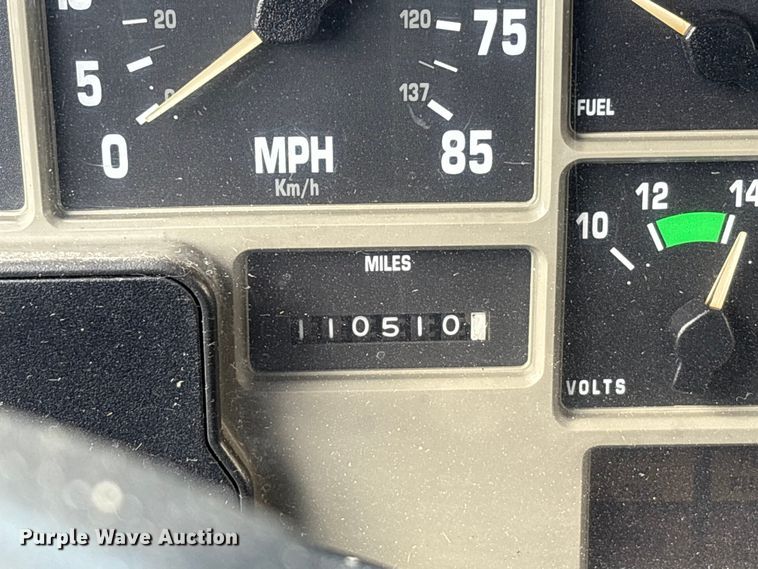 20
5
0
0
MPH
Km/h
120
75
137
85
FUEL
MILES
110510
10
12
14
VOLTS
Purple Wave Auction